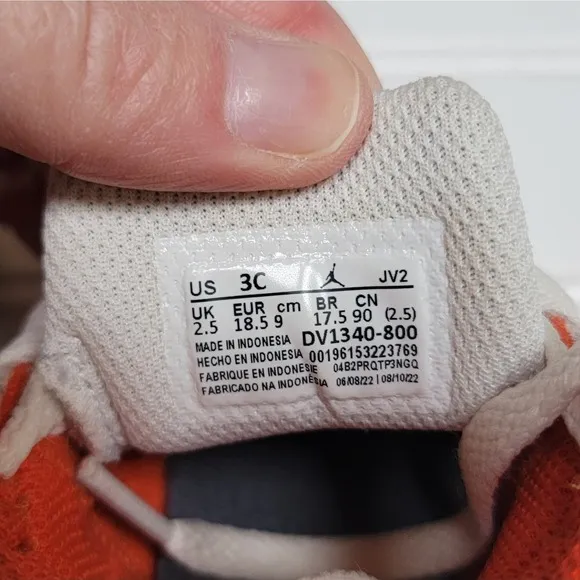 US 3C JV2
UK EUR cm BR CN
2.5 18.5 9 17.5 90 (2.5)
MADE IN INDONESIA DV1340-800
HECHO EN INDONESIA 00196153223769
FABRIQUE EN INDONESIE 04B2PRQTP3NGQ
FABRICADO NA INDONÉSIA 06/08/22 | 08/10/22